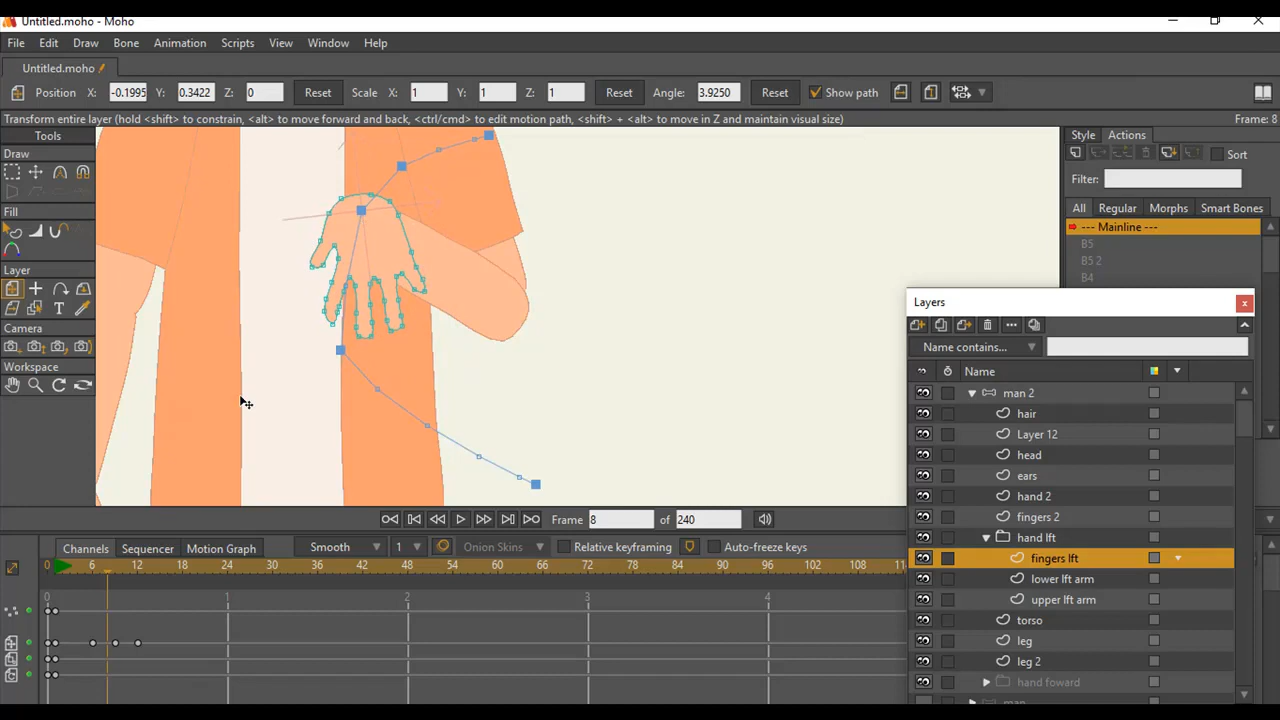 Untitled.moho - Moho
File Edit Draw Bone Animation Scripts View Window Help
Untitled.moho
Position X: -0.1995 Y: 0.3422 Z: 0 Reset Scale X: 1 Y: 1 Z: 1 Reset Angle: 3.9250 Reset Show path
Transform entire layer (hold <shift> to constrain, <alt> to move forward and back, <ctrl/cmd> to edit motion path, <shift> + <alt> to move in Z and maintain visual size) Frame: 8
Tools
Draw
Fill
Layer
Camera
Workspace
Style Actions
Sort
Filter:
All Regular Morphs Smart Bones
--- Mainline ---
B5
B5 2
B4
Layers
Name contains...
Name
man 2
hair
Layer 12
head
ears
hand 2
fingers 2
hand lft
fingers lft
lower lft arm
upper lft arm
torso
leg
leg 2
hand foward
man
Frame 8 of 240
Channels Sequencer Motion Graph Smooth 1 Onion Skins Relative keyframing Auto-freeze keys
0 6 12 18 24 30 36 42 48 54 60 66 72 78 84 90 96 102 108
0 1 2 3 4